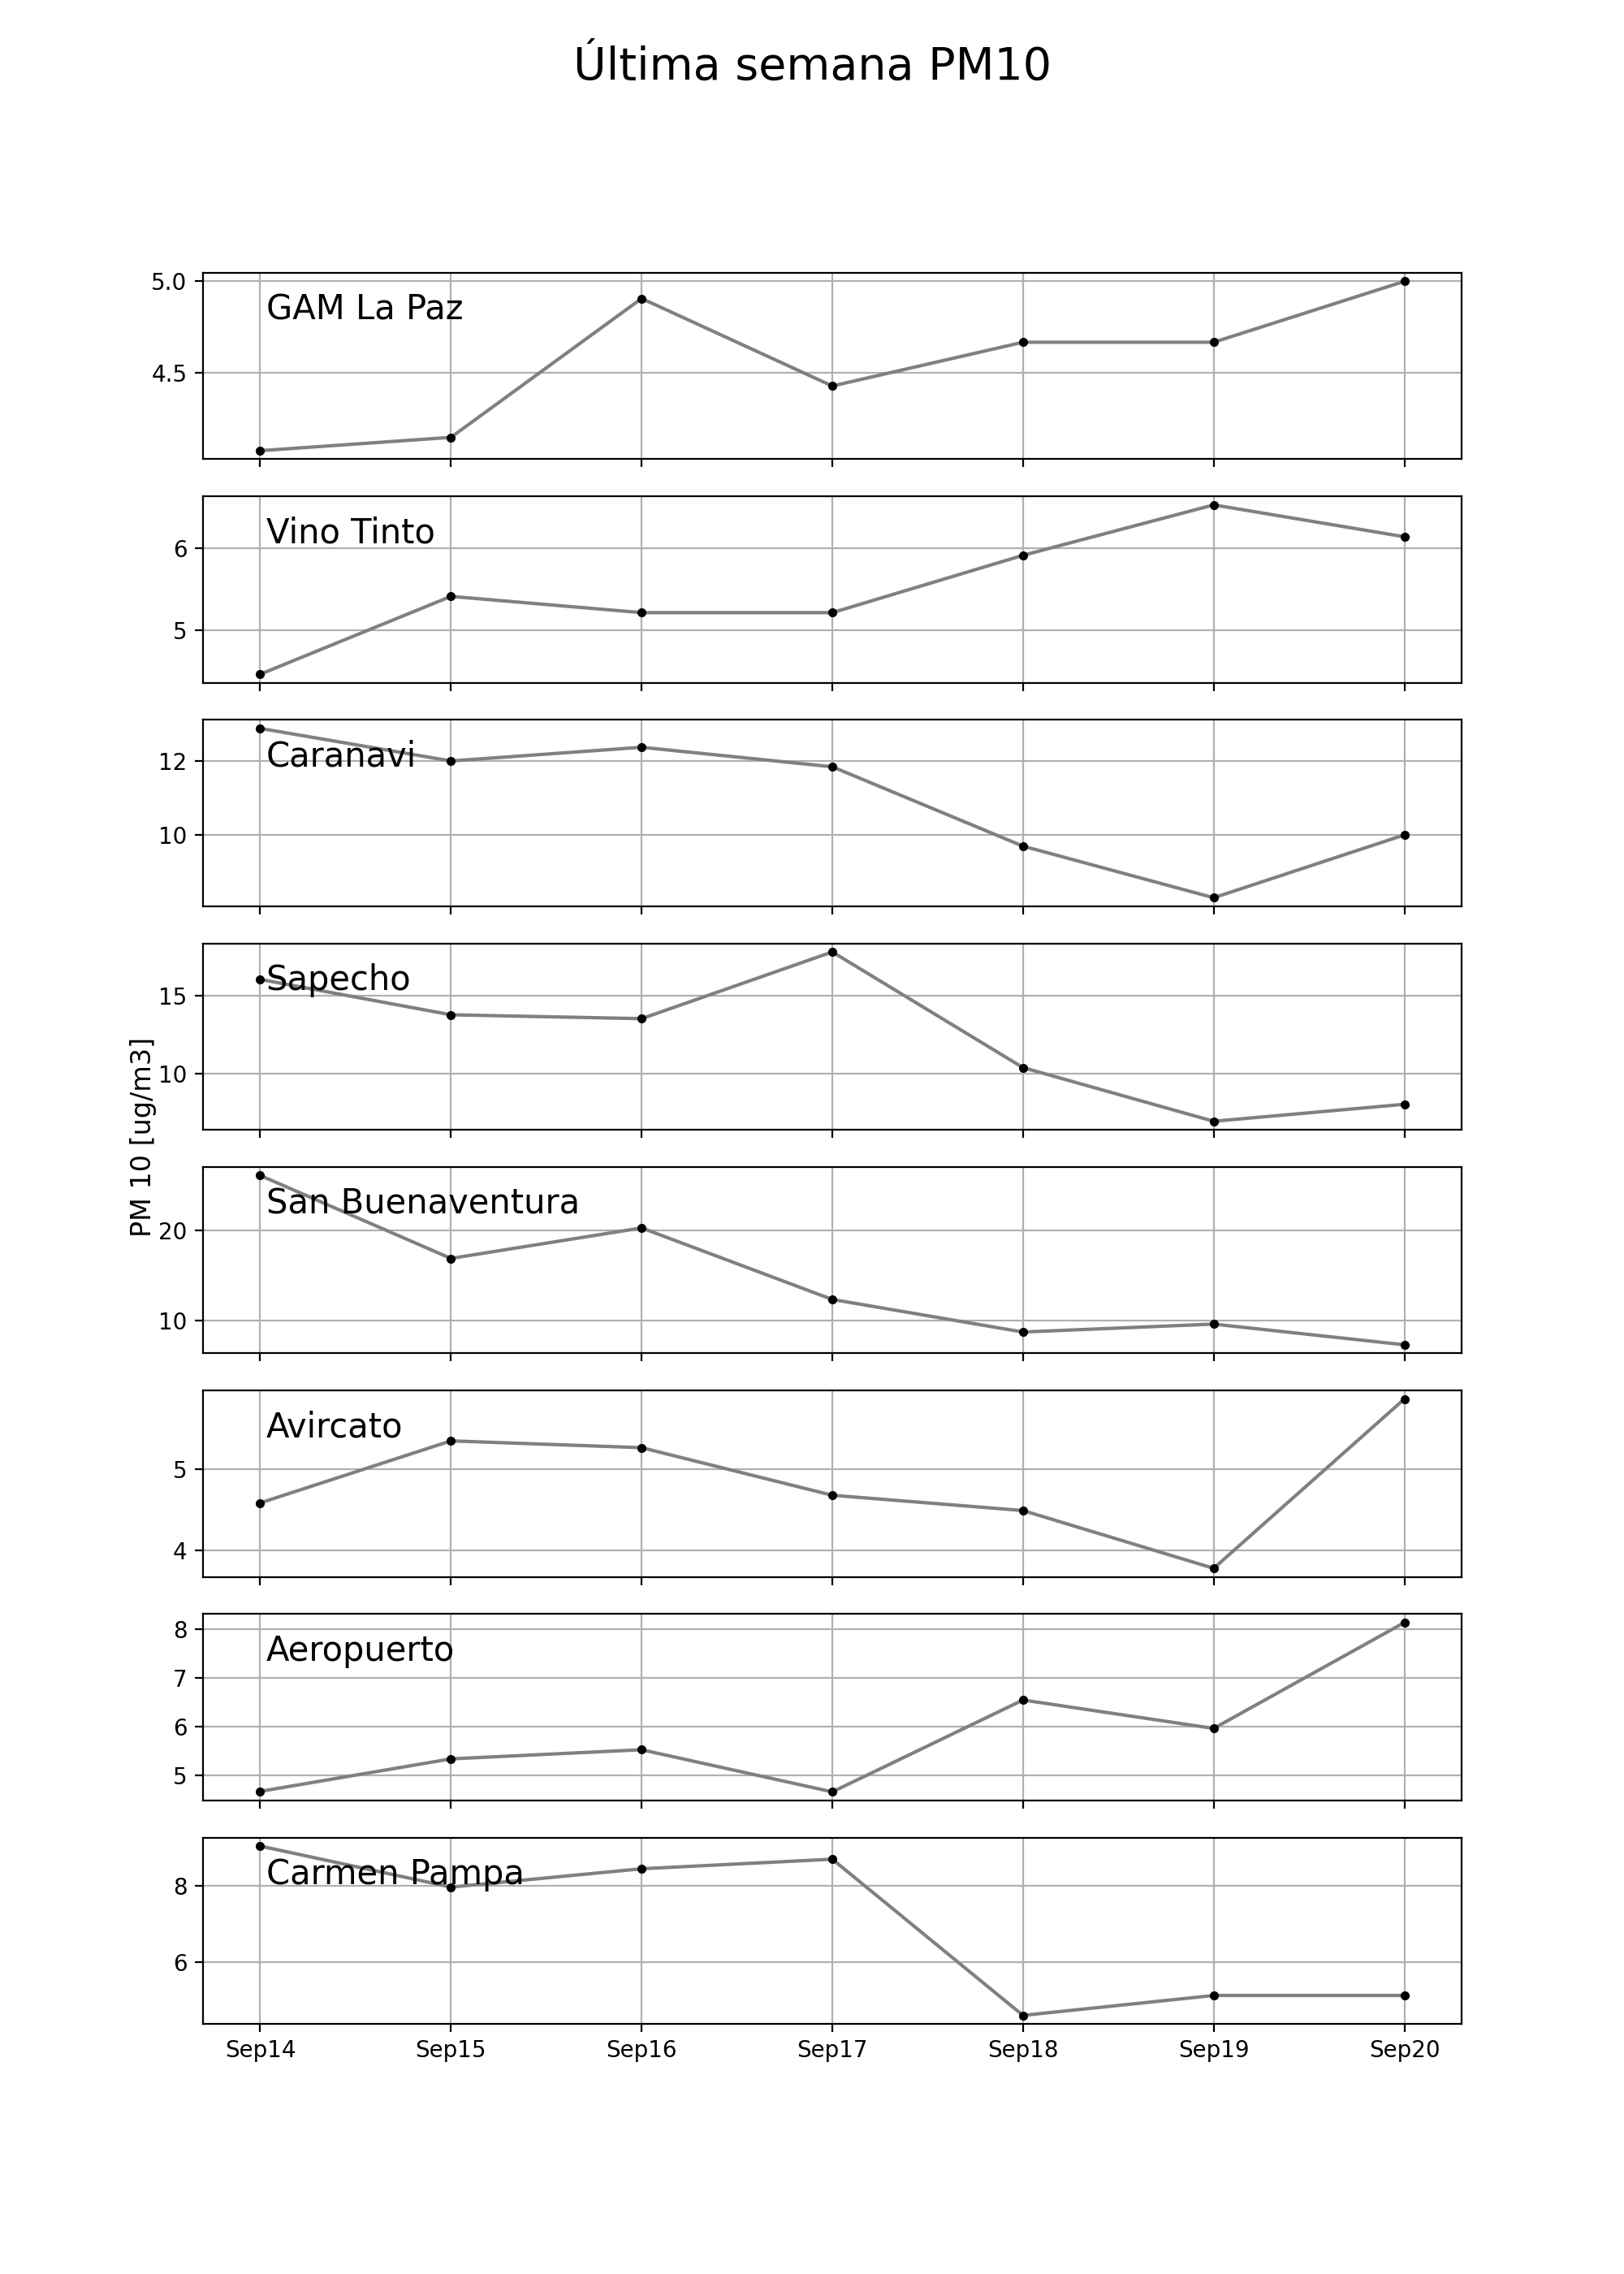 Última semana PM10
5.0
GAM La Paz
4.5
Vino Tinto
6
5
Caranavi
12
10
Sapecho
15
10
PM 10 [ug/m3]
San Buenaventura
20
10
Avircato
5
4
8
Aeropuerto
7
6
5
Carmen Pampa
8
6
Sep14 Sep15 Sep16 Sep17 Sep18 Sep19 Sep20